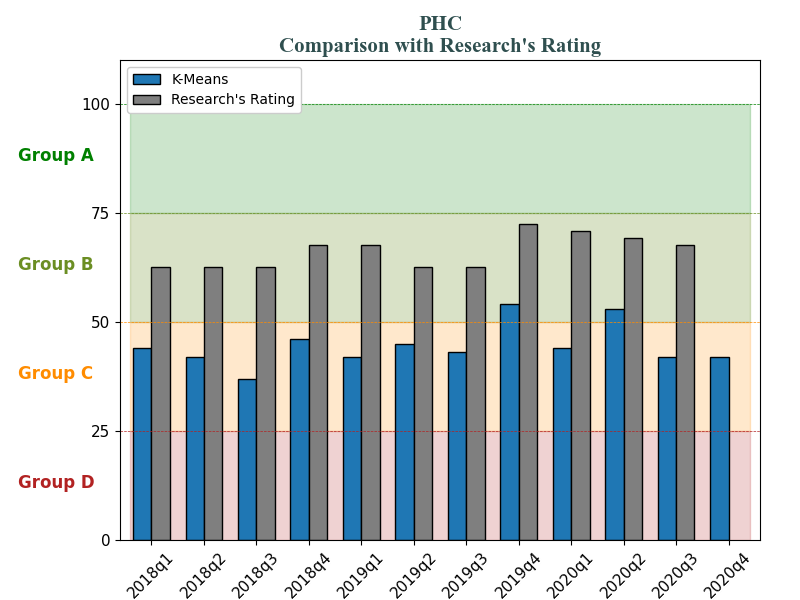 PHC
Comparison with Research's Rating
K-Means
Research's Rating
100
Group A
75
Group B
50
Group C
25
Group D
0
2018q1
2018q2
2018q3
2018q4
2019q1
2019q2
2019q3
2019q4
2020q1
2020q2
2020q3
2020q4